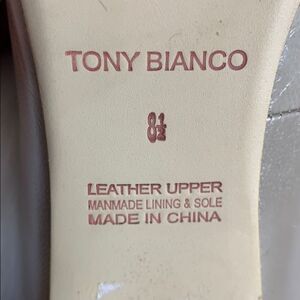 TONY BIANCO
8½
LEATHER UPPER
MANMADE LINING & SOLE
MADE IN CHINA